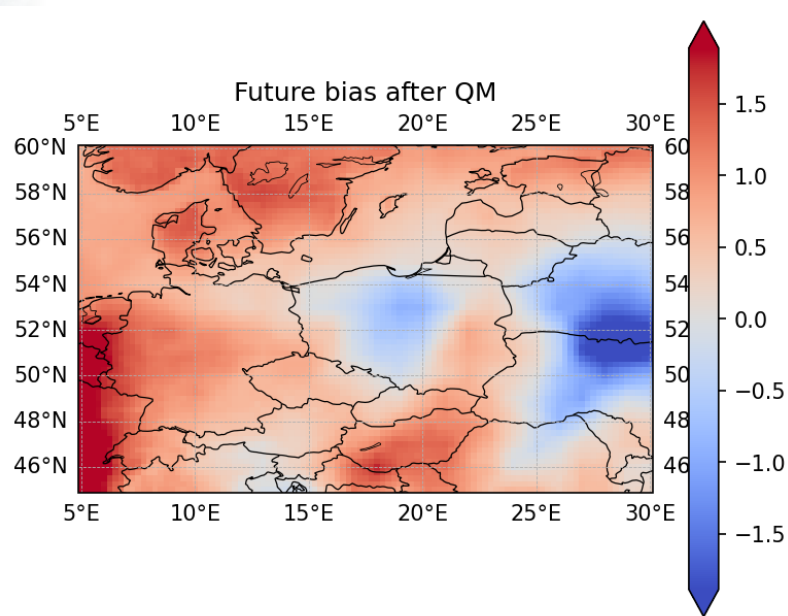 Future bias after QM
5°E 10°E 15°E 20°E 25°E 30°E
60°N 60
58°N 58
56°N 56
54°N 54
52°N 52
50°N 50
48°N 48
46°N 46
5°E 10°E 15°E 20°E 25°E 30°E
1.5
1.0
0.5
0.0
−0.5
−1.0
−1.5